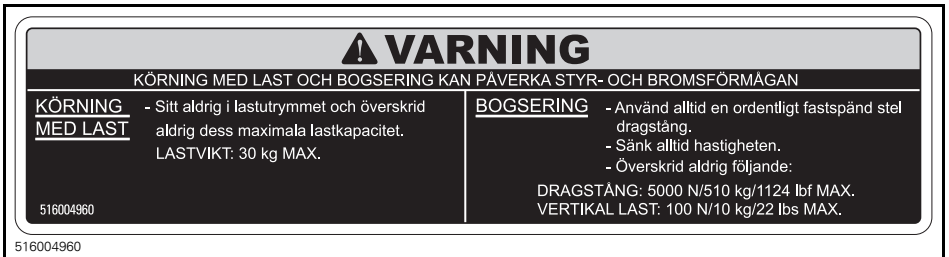 VARNING
KÖRNING MED LAST OCH BOGSERING KAN PÅVERKA STYR- OCH BROMSFÖRMÅGAN
KÖRNING
MED LAST
- Sitt aldrig i lastutrymmet och överskrid
aldrig dess maximala lastkapacitet.
LASTVIKT: 30 kg MAX.
516004960
BOGSERING
- Använd alltid en ordentligt fastspänd stel
dragstång.
- Sänk alltid hastigheten.
- Överskrid aldrig följande:
DRAGSTÅNG: 5000 N/510 kg/1124 lbf MAX.
VERTIKAL LAST: 100 N/10 kg/22 lbs MAX.
516004960